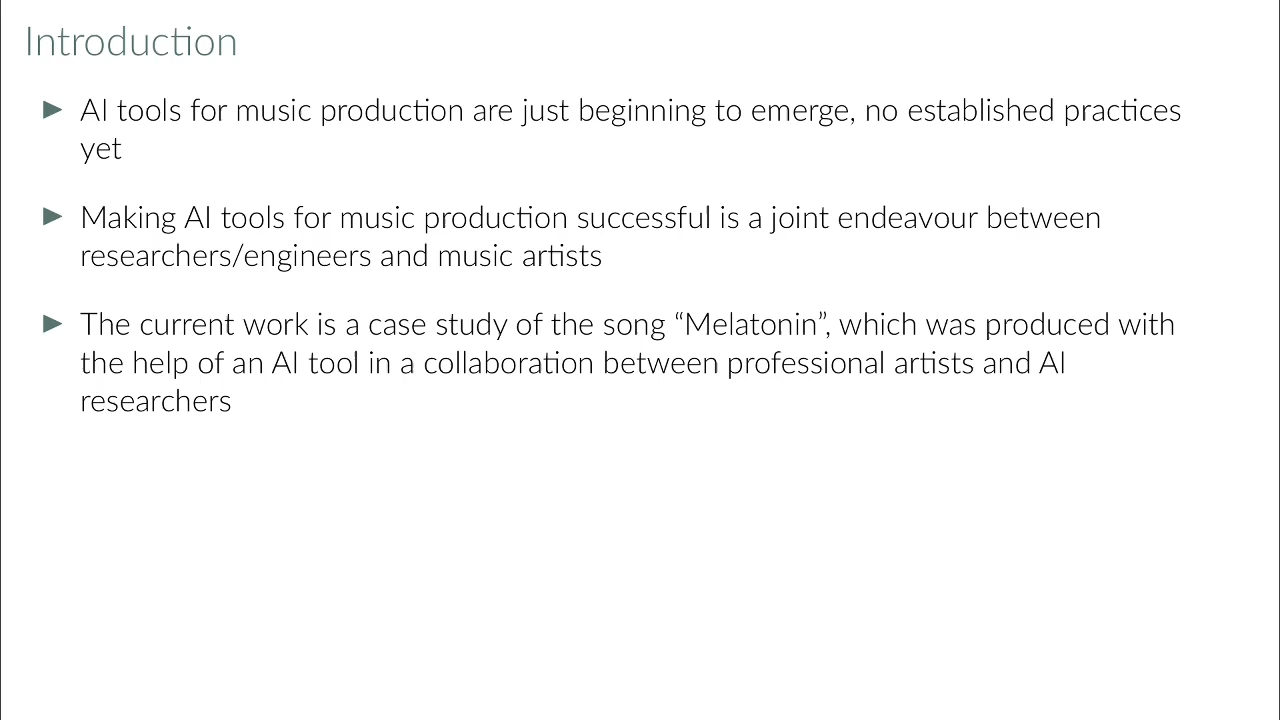 Introduction
▶ AI tools for music production are just beginning to emerge, no established practices
yet
▶ Making AI tools for music production successful is a joint endeavour between
researchers/engineers and music artists
▶ The current work is a case study of the song “Melatonin”, which was produced with
the help of an AI tool in a collaboration between professional artists and AI
researchers